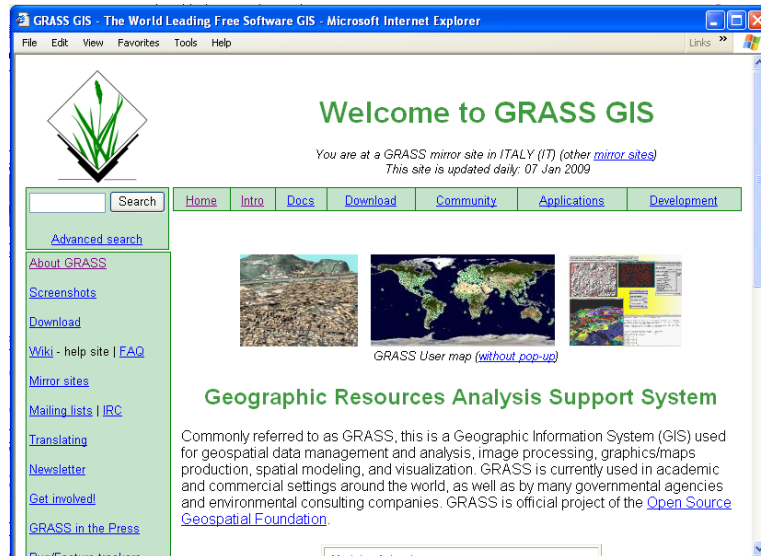 GRASS GIS - The World Leading Free Software GIS - Microsoft Internet Explorer
File Edit View Favorites Tools Help Links »
Welcome to GRASS GIS
You are at a GRASS mirror site in ITALY (IT) (other mirror sites)
This site is updated daily: 07 Jan 2009
Search
Advanced search
Home Intro Docs Download Community Applications Development
About GRASS
Screenshots
Download
Wiki - help site | FAQ
Mirror sites
Mailing lists | IRC
Translating
Newsletter
Get involved!
GRASS in the Press
GRASS User map (without pop-up)
Geographic Resources Analysis Support System
Commonly referred to as GRASS, this is a Geographic Information System (GIS) used
for geospatial data management and analysis, image processing, graphics/maps
production, spatial modeling, and visualization. GRASS is currently used in academic
and commercial settings around the world, as well as by many governmental agencies
and environmental consulting companies. GRASS is official project of the Open Source
Geospatial Foundation.